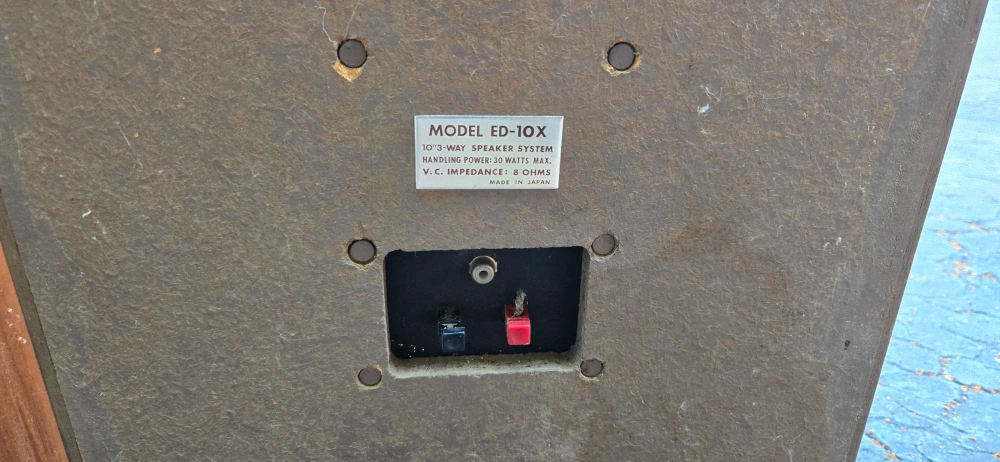 MODEL ED-10X
10"3-WAY SPEAKER SYSTEM
HANDLING POWER: 30 WATTS MAX.
V. C. IMPEDANCE: 8 OHMS
MADE IN JAPAN